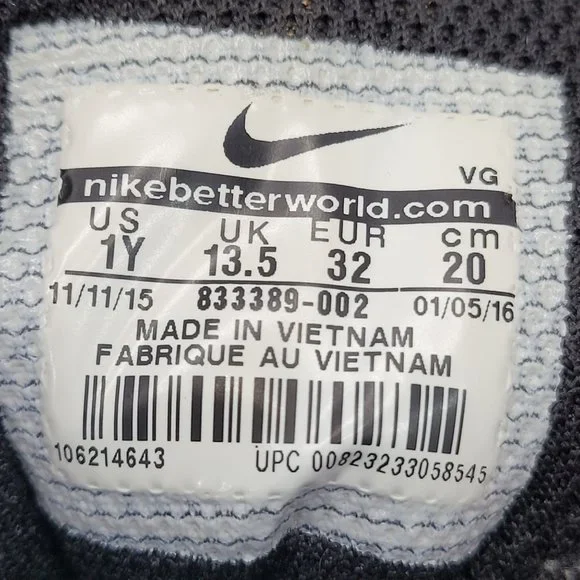 VG
nikebetterworld.com
US UK EUR cm
1Y 13.5 32 20
11/11/15 833389-002 01/05/16
MADE IN VIETNAM
FABRIQUE AU VIETNAM
106214643 UPC 00823233058545